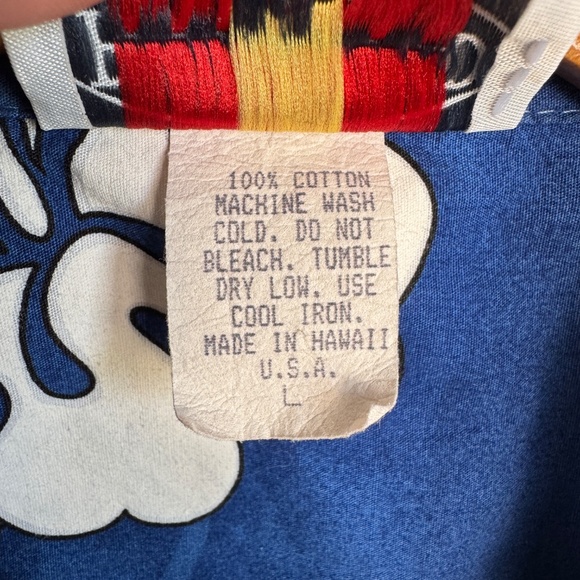 100% COTTON
MACHINE WASH
COLD. DO NOT
BLEACH. TUMBLE
DRY LOW. USE
COOL IRON.
MADE IN HAWAII
U.S.A.
L